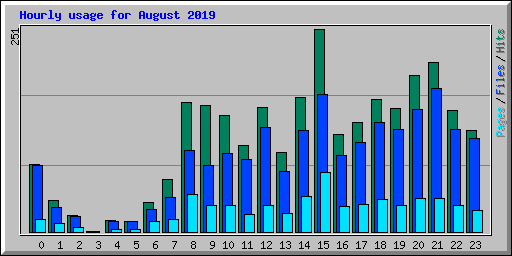 Hourly usage for August 2019
251
Pages/Files/Hits
0 1 2 3 4 5 6 7 8 9 10 11 12 13 14 15 16 17 18 19 20 21 22 23